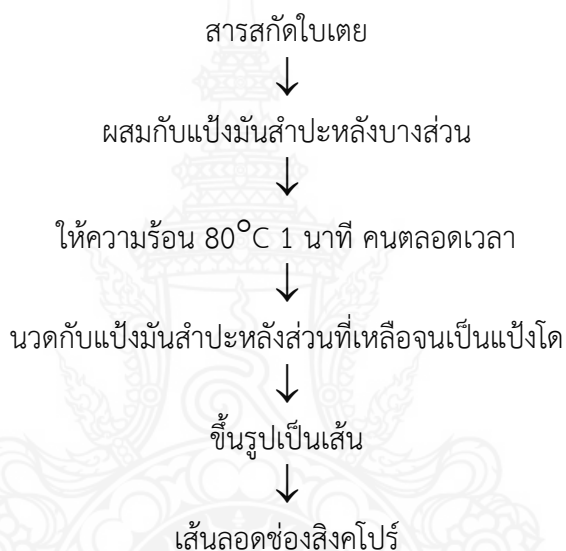 สารสกัดใบเตย
ผสมกับแป้งมันสำปะหลังบางส่วน
ให้ความร้อน 80°C 1 นาที คนตลอดเวลา
นวดกับแป้งมันสำปะหลังส่วนที่เหลือจนเป็นแป้งโด
ขึ้นรูปเป็นเส้น
เส้นลอดช่องสิงคโปร์